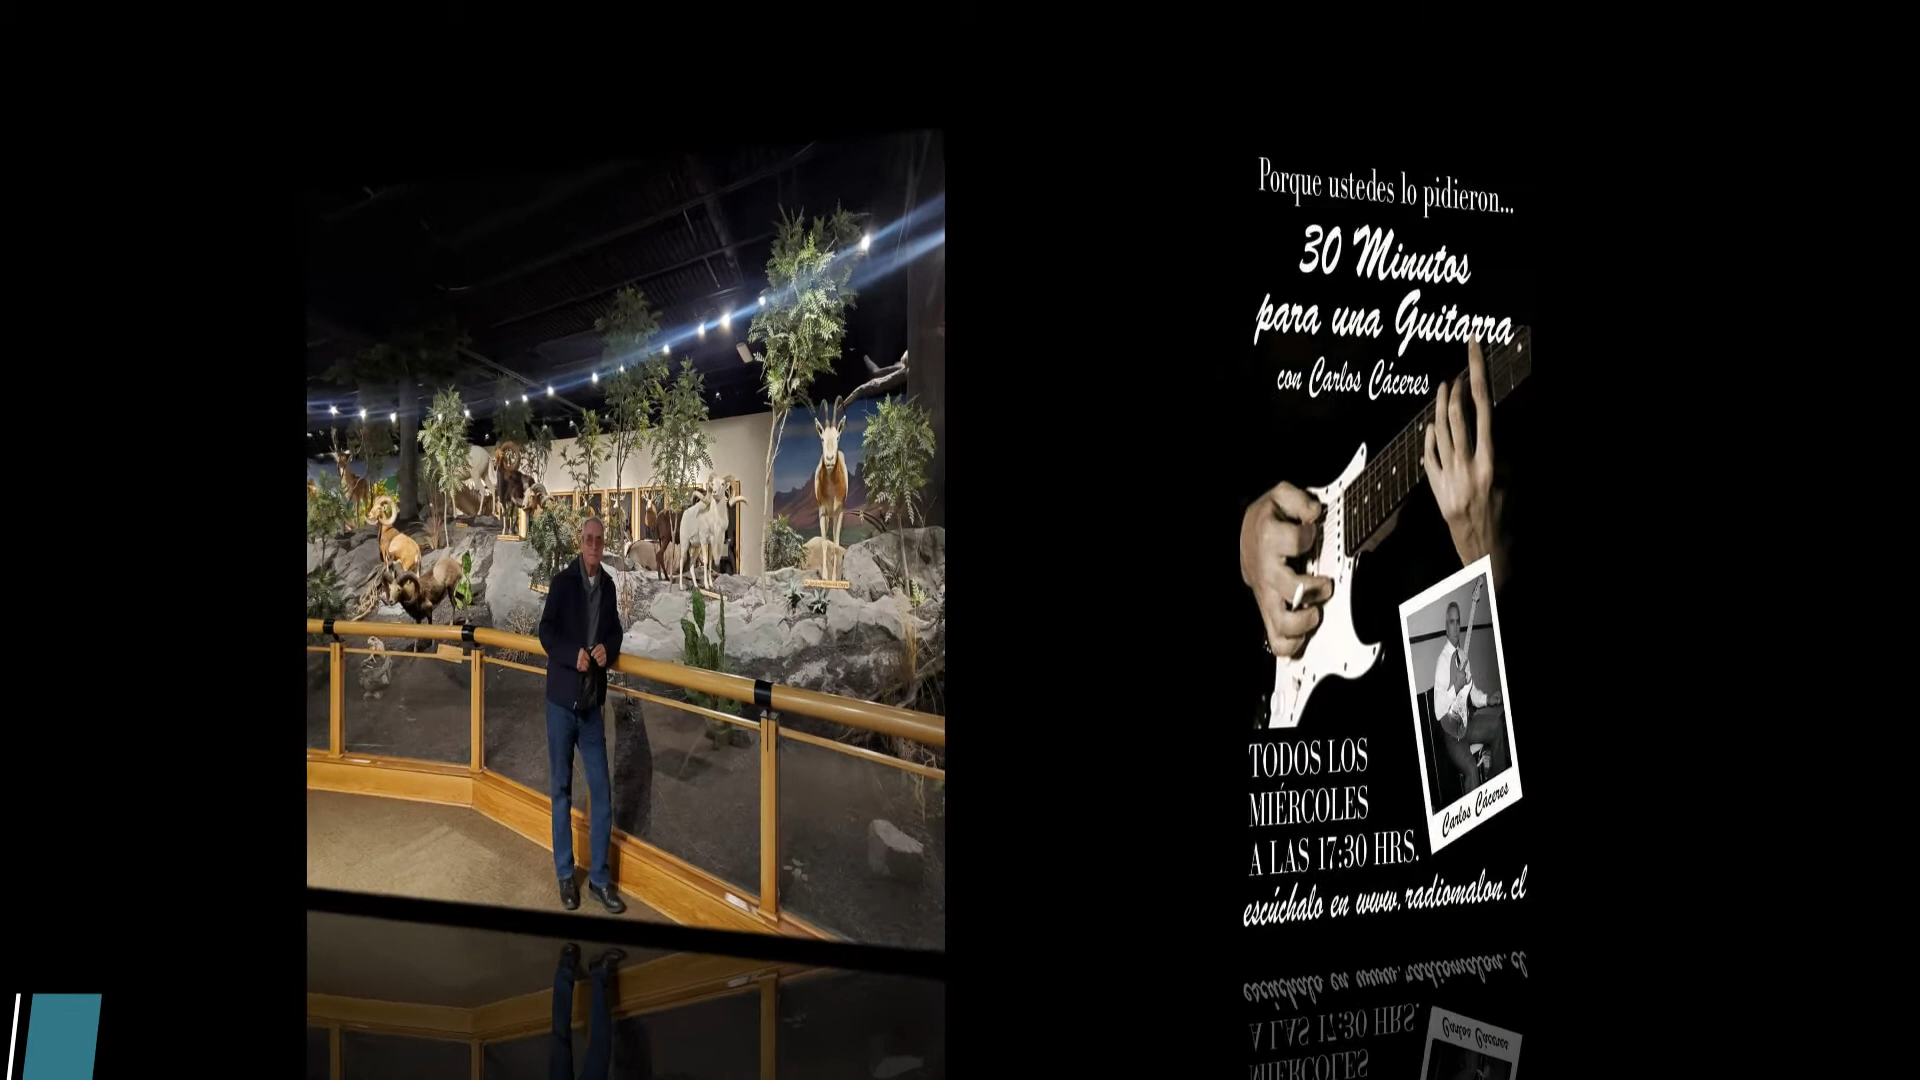 Porque ustedes lo pidieron...
30 Minutos
para una Guitarra
con Carlos Cáceres
TODOS LOS
MIÉRCOLES
A LAS 17:30 HRS.
Carlos Cáceres
escúchalo en www.radiomalon.cl